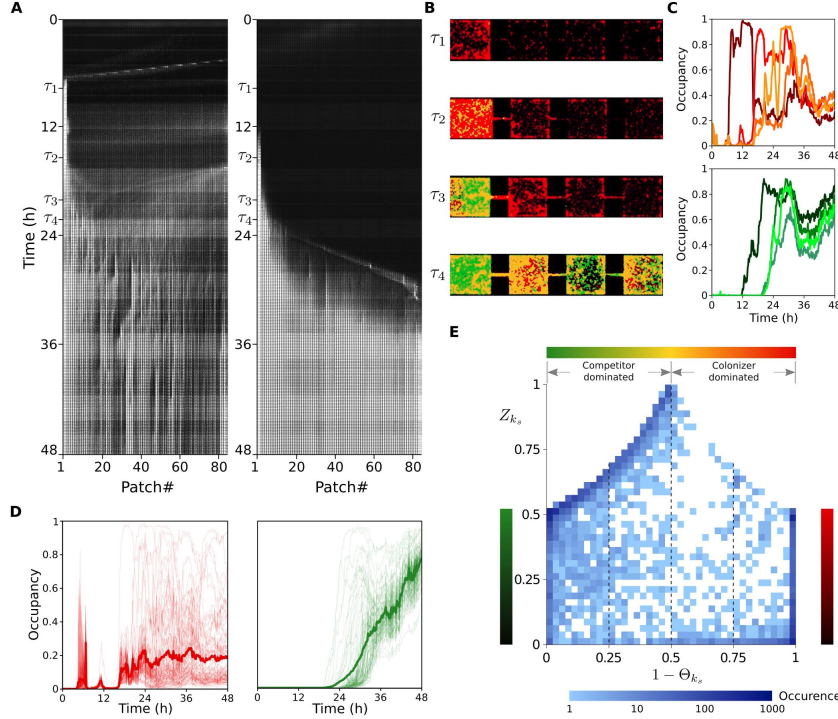 A
0
τ1
12
τ2
τ3
τ4
24
36
48
Time (h)
1 20 40 60 80
Patch#
0
τ1
12
τ2
τ3
τ4
24
36
48
1 20 40 60 80
Patch#
B
τ1
τ2
τ3
τ4
C
1
0.8
0.6
0.4
0.2
0
Occupancy
0 12 24 36 48
1
0.8
0.6
0.4
0.2
0
Occupancy
0 12 24 36 48
Time (h)
D
1
0.8
0.6
0.4
0.2
0
Occupancy
0 12 24 36 48
Time (h)
0 12 24 36 48
Time (h)
E
Competitor
dominated
Colonizer
dominated
Zks
1
0.75
0.5
0.25
0
0 0.25 0.5 0.75 1
1 − Θks
Occurence
1 10 100 1000